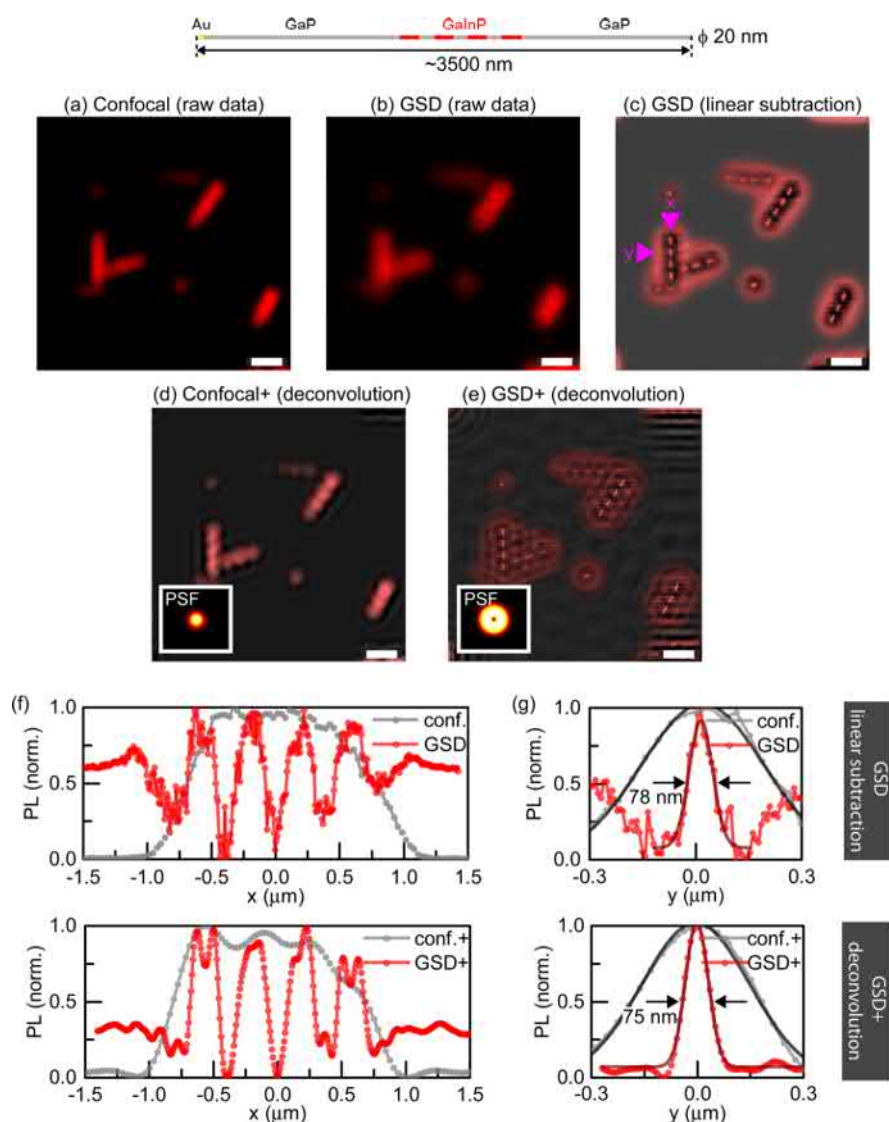 Au GaP GaInP GaP
ϕ 20 nm
~3500 nm
(a) Confocal (raw data) (b) GSD (raw data) (c) GSD (linear subtraction)
x
y
(d) Confocal+ (deconvolution) (e) GSD+ (deconvolution)
PSF PSF
(f) (g)
PL (norm.)
1.0
0.5
0.0
-1.5 -1.0 -0.5 0.0 0.5 1.0 1.5
x (μm)
conf.
GSD
PL (norm.)
1.0
0.5
0.0
-0.3 0.0 0.3
y (μm)
conf.
GSD
78 nm
GSD
linear subtraction
PL (norm.)
1.0
0.5
0.0
-1.5 -1.0 -0.5 0.0 0.5 1.0 1.5
x (μm)
conf.+
GSD+
PL (norm.)
1.0
0.5
0.0
-0.3 0.0 0.3
y (μm)
conf.+
GSD+
75 nm
GSD+
deconvolution